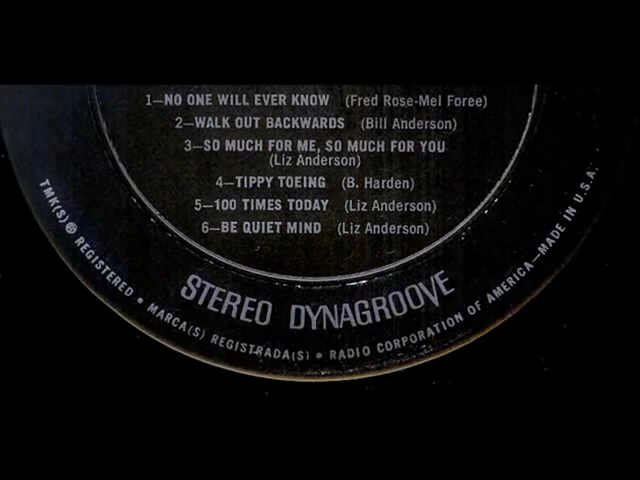 1—NO ONE WILL EVER KNOW (Fred Rose-Mel Foree)
2—WALK OUT BACKWARDS (Bill Anderson)
3—SO MUCH FOR ME, SO MUCH FOR YOU
(Liz Anderson)
4—TIPPY TOEING (B. Harden)
5—100 TIMES TODAY (Liz Anderson)
6—BE QUIET MIND (Liz Anderson)
STEREO DYNAGROOVE
TMK(S) ® REGISTERED • MARCA(S) REGISTRADA(S) • RADIO CORPORATION OF AMERICA—MADE IN U.S.A.